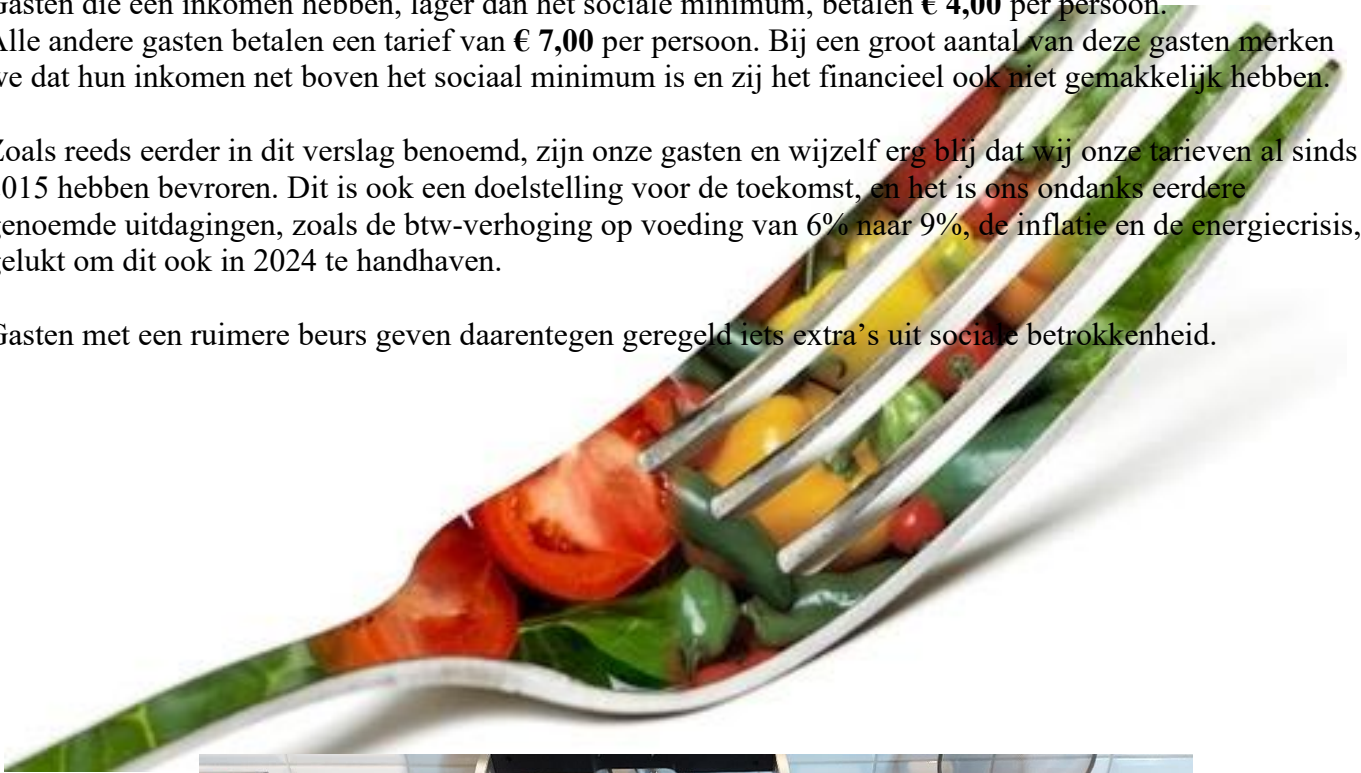 Gasten die een inkomen hebben, lager dan het sociale minimum, betalen € 4,00 per persoon.
Alle andere gasten betalen een tarief van € 7,00 per persoon. Bij een groot aantal van deze gasten merken
we dat hun inkomen net boven het sociaal minimum is en zij het financieel ook niet gemakkelijk hebben.
Zoals reeds eerder in dit verslag benoemd, zijn onze gasten en wijzelf erg blij dat wij onze tarieven al sinds
2015 hebben bevroren. Dit is ook een doelstelling voor de toekomst, en het is ons ondanks eerdere
genoemde uitdagingen, zoals de btw-verhoging op voeding van 6% naar 9%, de inflatie en de energiecrisis,
gelukt om dit ook in 2024 te handhaven.
Gasten met een ruimere beurs geven daarentegen geregeld iets extra’s uit sociale betrokkenheid.